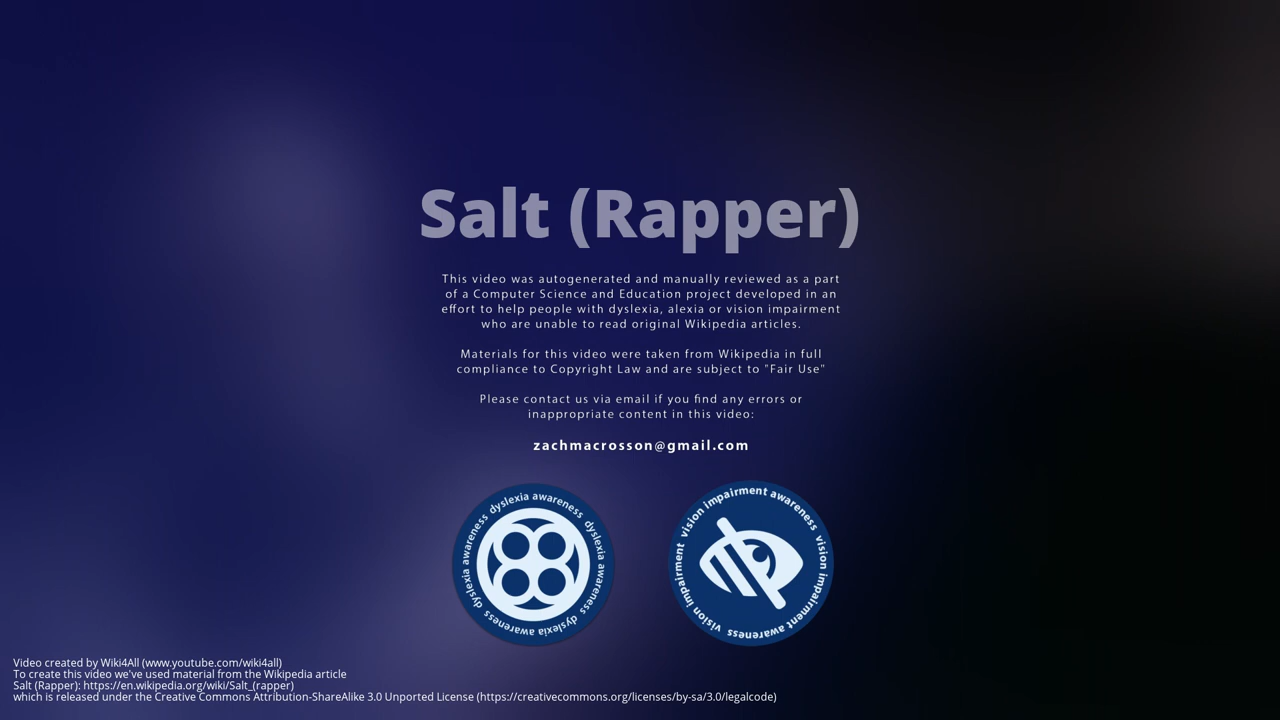 Salt (Rapper)
This video was autogenerated and manually reviewed as a part
of a Computer Science and Education project developed in an
effort to help people with dyslexia, alexia or vision impairment
who are unable to read original Wikipedia articles.
Materials for this video were taken from Wikipedia in full
compliance to Copyright Law and are subject to "Fair Use"
Please contact us via email if you find any errors or
inappropriate content in this video:
zachmacrosson@gmail.com
dyslexia awareness dyslexia awareness dyslexia awareness dyslexia awareness
vision impairment awareness vision impairment awareness vision impairment
Video created by Wiki4All (www.youtube.com/wiki4all)
To create this video we've used material from the Wikipedia article
Salt (Rapper): https://en.wikipedia.org/wiki/Salt_(rapper)
which is released under the Creative Commons Attribution-ShareAlike 3.0 Unported License (https://creativecommons.org/licenses/by-sa/3.0/legalcode)